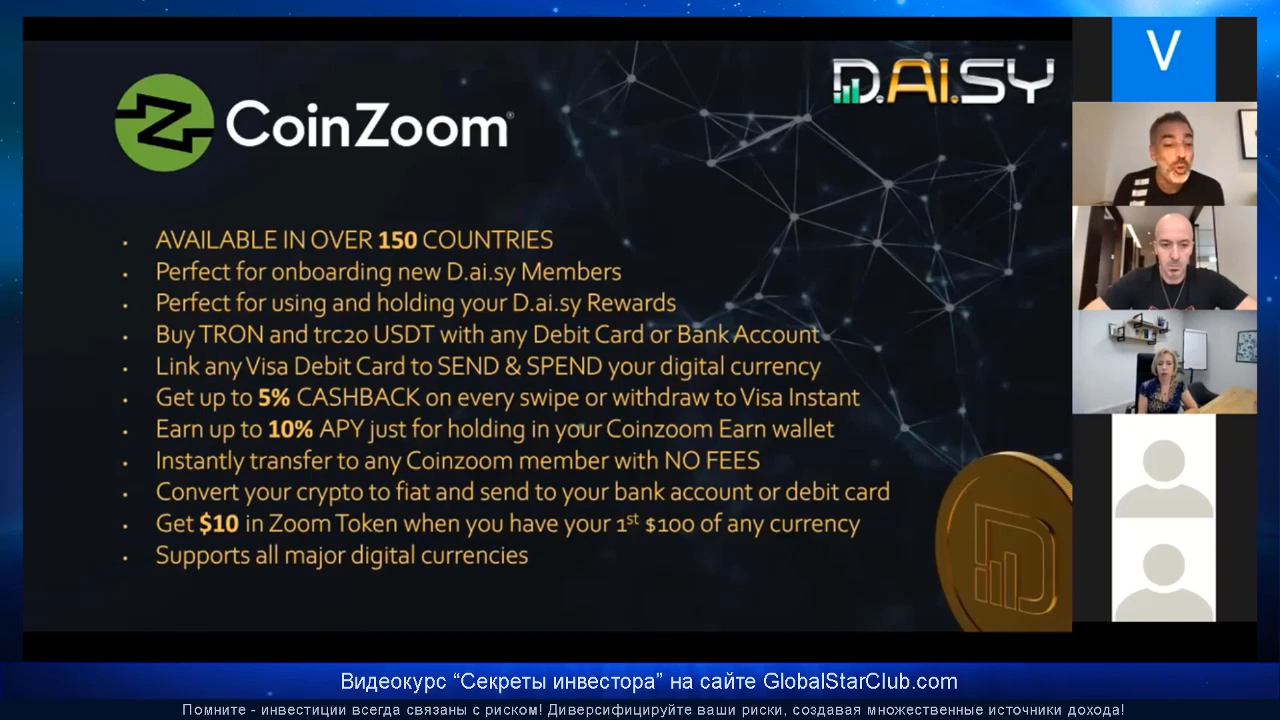 CoinZoom®
D.AI.SY
V
• AVAILABLE IN OVER 150 COUNTRIES
• Perfect for onboarding new D.ai.sy Members
• Perfect for using and holding your D.ai.sy Rewards
• Buy TRON and trc20 USDT with any Debit Card or Bank Account
• Link any Visa Debit Card to SEND & SPEND your digital currency
• Get up to 5% CASHBACK on every swipe or withdraw to Visa Instant
• Earn up to 10% APY just for holding in your Coinzoom Earn wallet
• Instantly transfer to any Coinzoom member with NO FEES
• Convert your crypto to fiat and send to your bank account or debit card
• Get $10 in Zoom Token when you have your 1st $100 of any currency
• Supports all major digital currencies
Видеокурс “Секреты инвестора” на сайте GlobalStarClub.com
Помните - инвестиции всегда связаны с риском! Диверсифицируйте ваши риски, создавая множественные источники дохода!